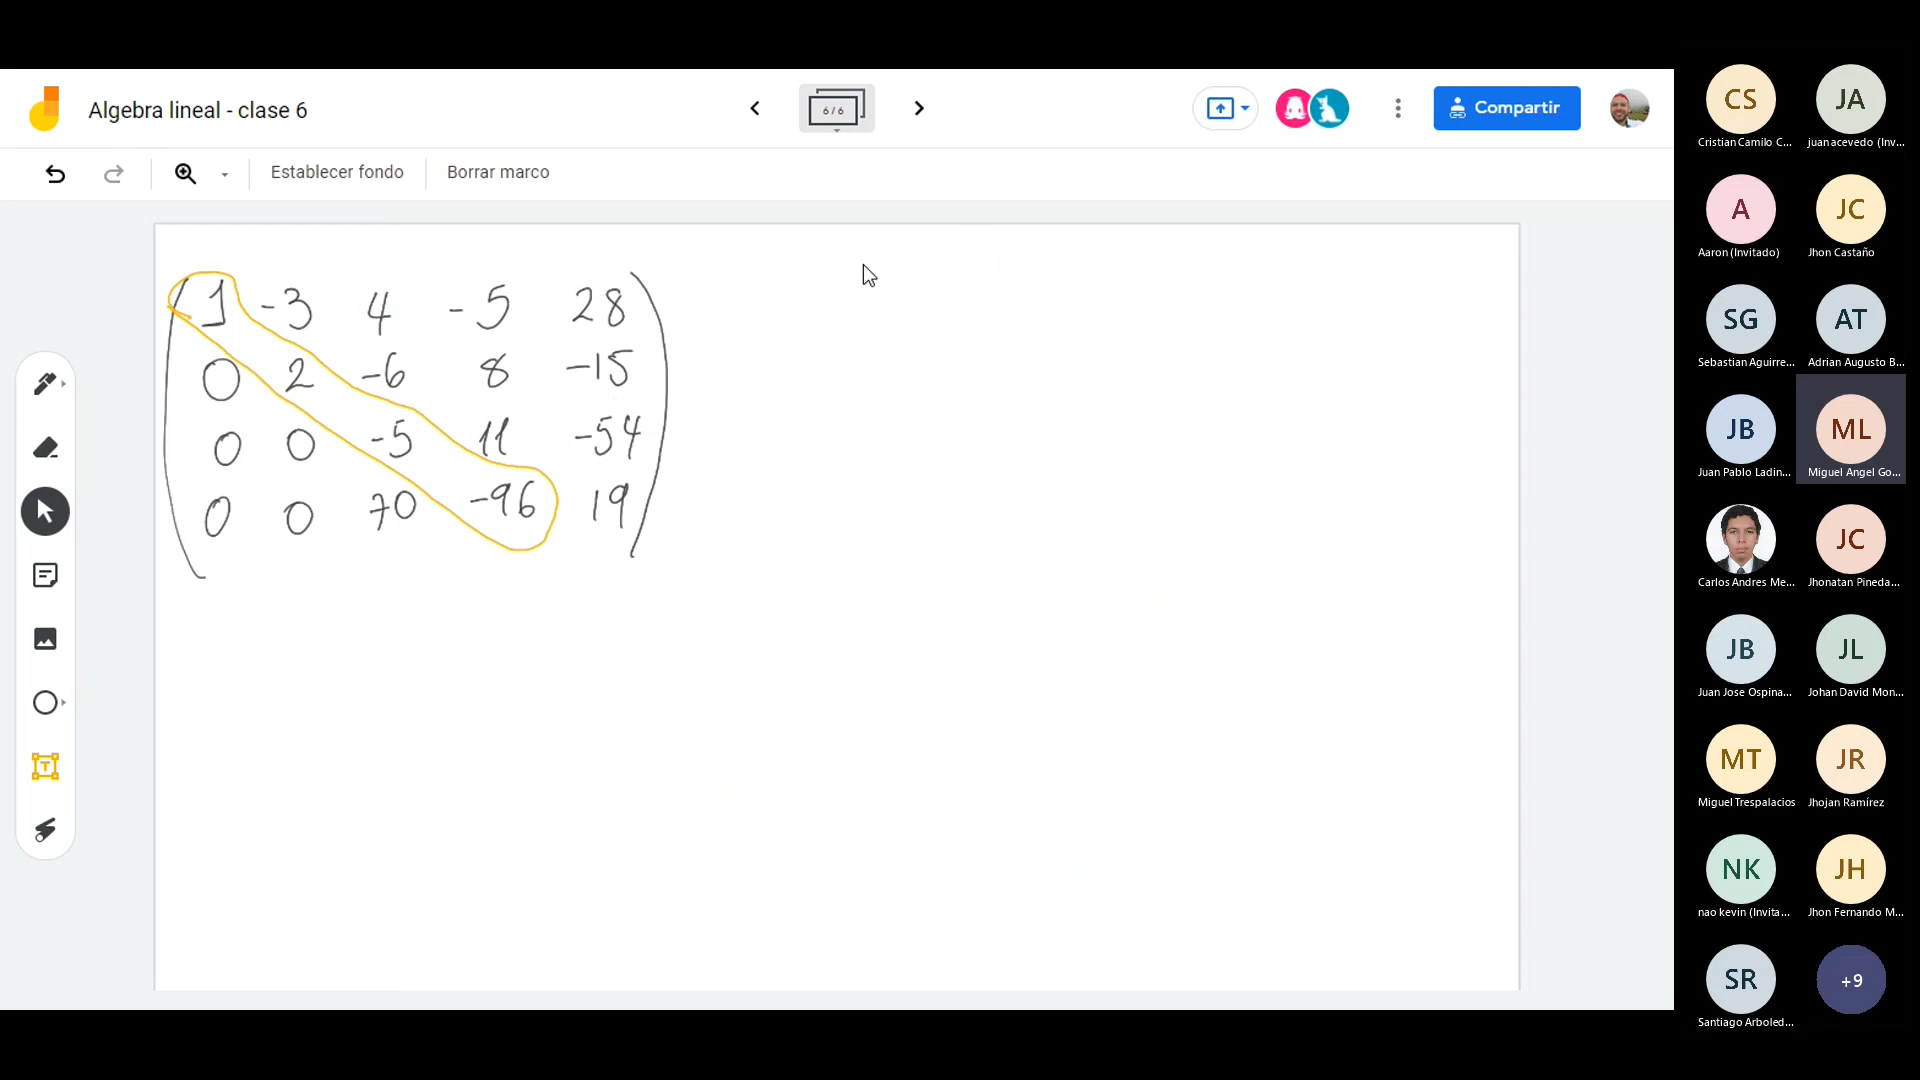 Algebra lineal - clase 6
6 / 6
Compartir
Establecer fondo
Borrar marco
1 -3 4 -5 28
0 2 -6 8 -15
0 0 -5 11 -54
0 0 70 -96 19
T
CS
Cristian Camilo C...
JA
juan acevedo (Inv...
A
Aaron (Invitado)
JC
Jhon Castaño
SG
Sebastian Aguirre...
AT
Adrian Augusto B...
JB
Juan Pablo Ladin...
ML
Miguel Angel Go...
Carlos Andres Me...
JC
Jhonatan Pineda...
JB
Juan Jose Ospina...
JL
Johan David Mon...
MT
Miguel Trespalacios
JR
Jhojan Ramírez
NK
nao kevin (Invita...
JH
Jhon Fernando M...
SR
Santiago Arboled...
+9